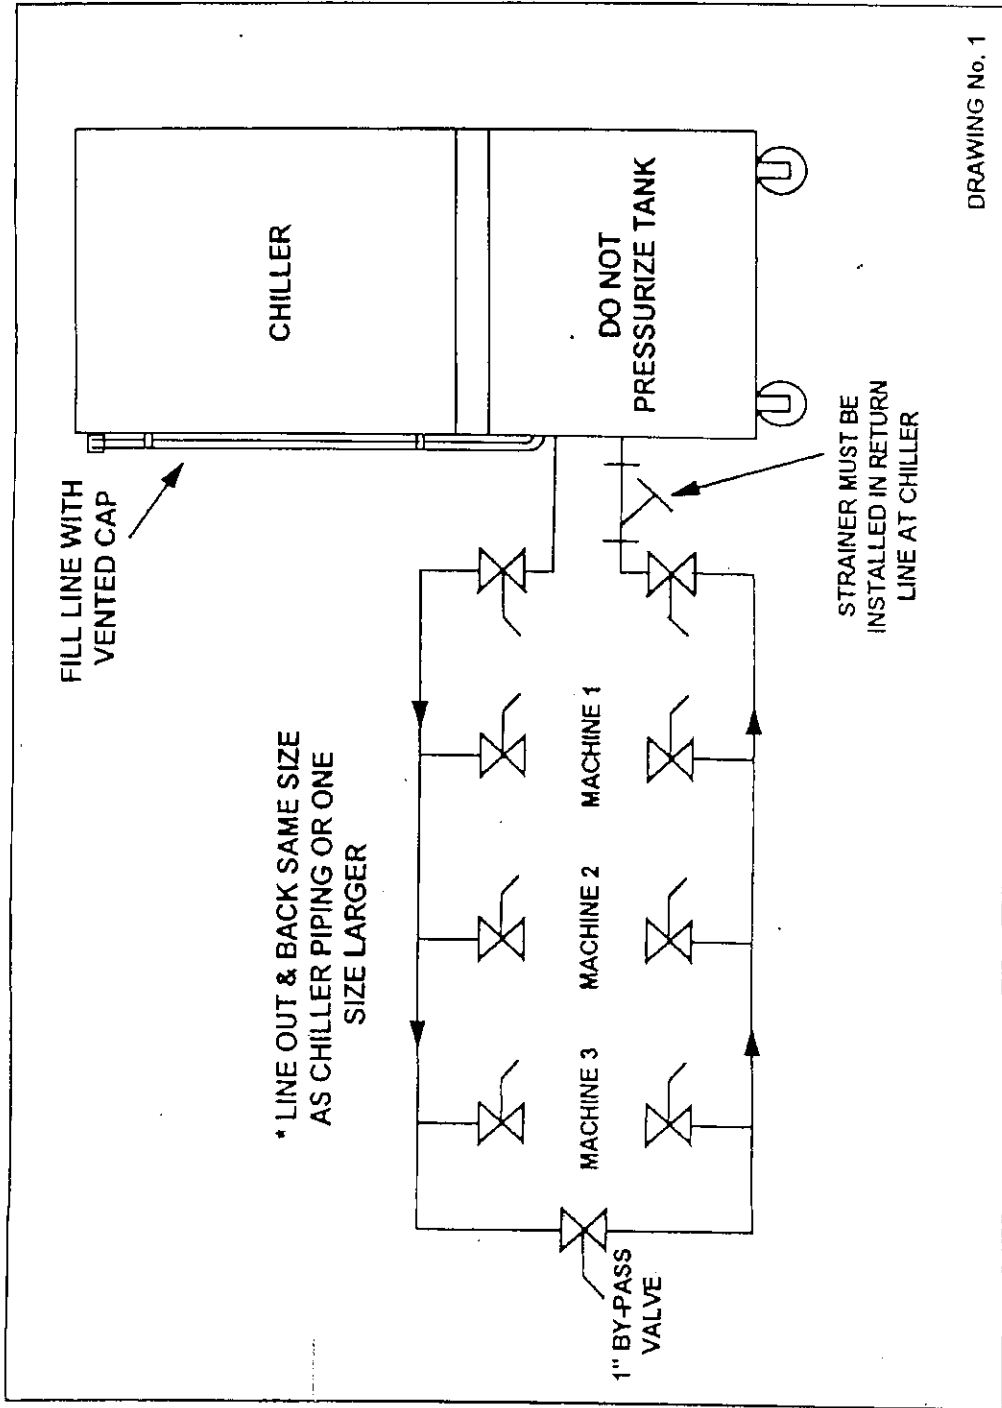 FILL LINE WITH
VENTED CAP
CHILLER
* LINE OUT & BACK SAME SIZE
AS CHILLER PIPING OR ONE
SIZE LARGER
DO NOT
PRESSURIZE TANK
MACHINE 3
MACHINE 2
MACHINE 1
1" BY-PASS
VALVE
STRAINER MUST BE
INSTALLED IN RETURN
LINE AT CHILLER
DRAWING No. 1